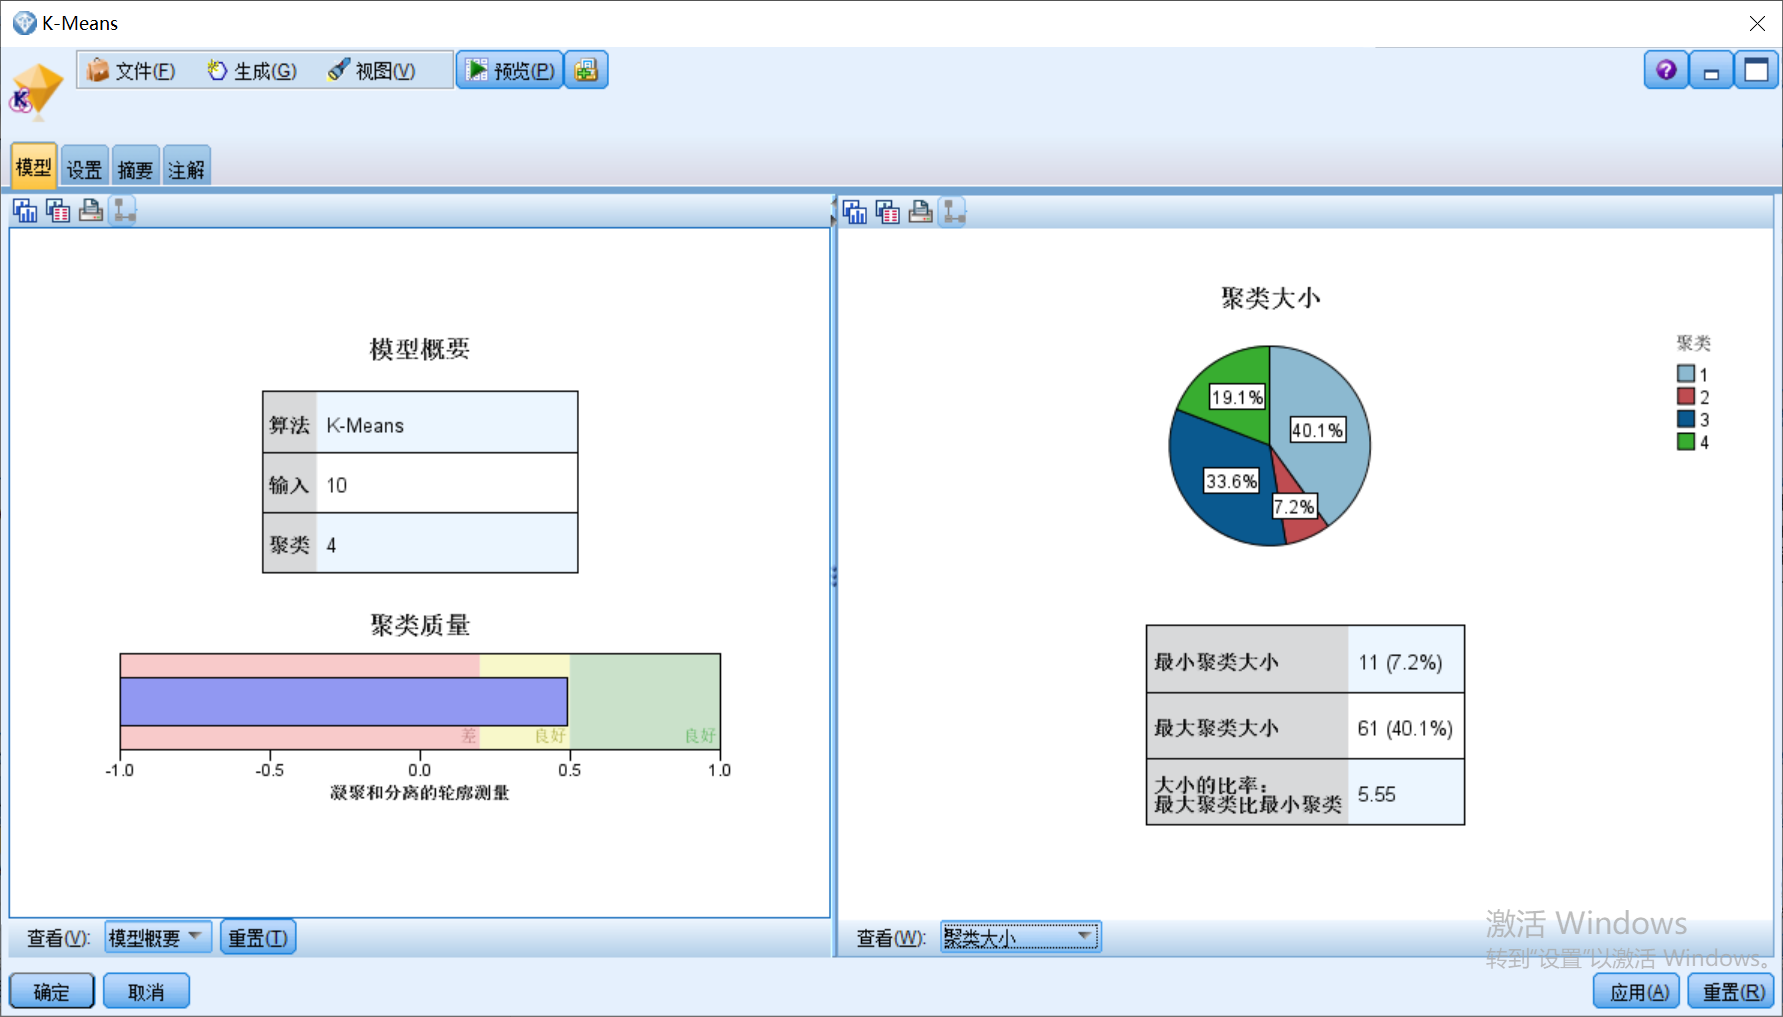 K-Means
文件(F) 生成(G) 视图(V) 预览(P)
模型 设置 摘要 注解
模型概要
算法 K-Means
输入 10
聚类 4
聚类质量
差 良好 良好
-1.0 -0.5 0.0 0.5 1.0
凝聚和分离的轮廓测量
查看(V): 模型概要 重置(T)
聚类大小
聚类
1
2
3
4
19.1%
40.1%
33.6%
7.2%
最小聚类大小 11 (7.2%)
最大聚类大小 61 (40.1%)
大小的比率：
最大聚类比最小聚类 5.55
查看(W): 聚类大小
激活 Windows
转到"设置"以激活 Windows。
确定 取消 应用(A) 重置(R)